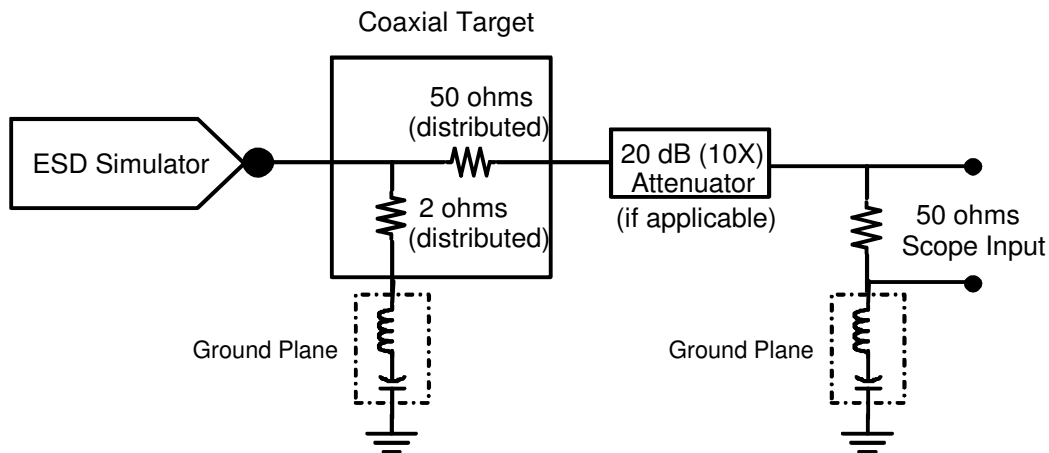 Coaxial Target
50 ohms
(distributed)
ESD Simulator
20 dB (10X)
Attenuator
(if applicable)
2 ohms
(distributed)
50 ohms
Scope Input
Ground Plane
Ground Plane